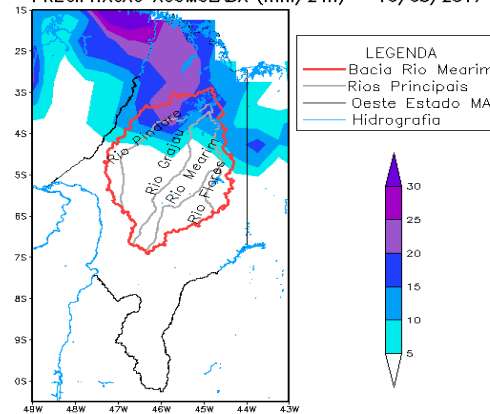 1S
2S
3S
4S
5S
6S
7S
8S
9S
0S
49W 48W 47W 46W 45W 44W 43W
Rio Pindare
Rio Grajau
Rio Mearim
Rio Flores
LEGENDA
Bacia Rio Mearim
Rios Principais
Oeste Estado MA
Hidrografia
30
25
20
15
10
5